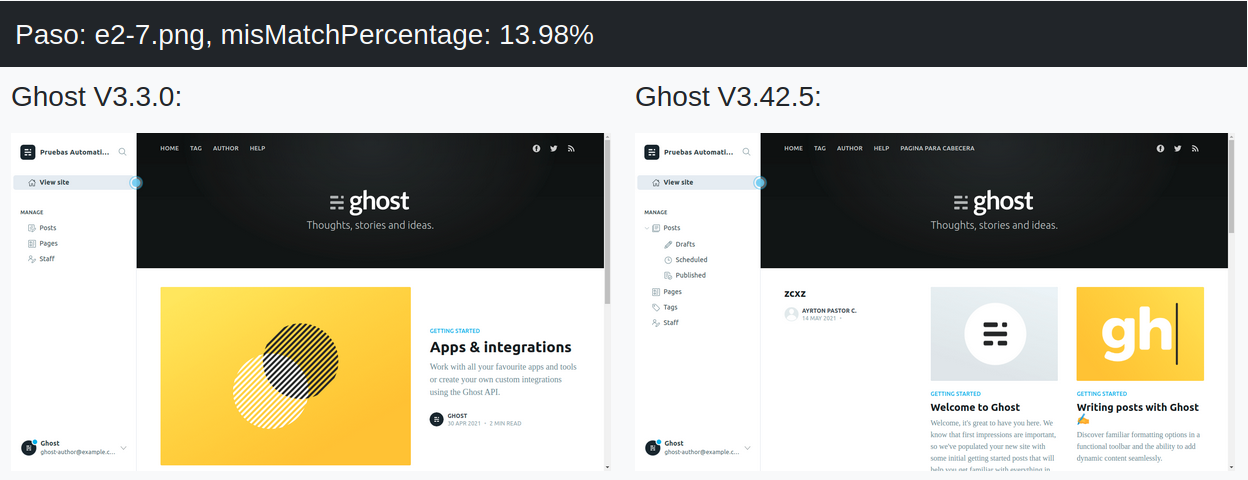 Paso: e2-7.png, misMatchPercentage: 13.98%
Ghost V3.3.0:
Pruebas Automati...
View site
MANAGE
Posts
Pages
Staff
Ghost
ghost-author@example.c...
HOME TAG AUTHOR HELP
ghost
Thoughts, stories and ideas.
GETTING STARTED
Apps & integrations
Work with all your favourite apps and tools
or create your own custom integrations
using the Ghost API.
GHOST
30 APR 2021 • 2 MIN READ
Ghost V3.42.5:
Pruebas Automati...
View site
MANAGE
Posts
Drafts
Scheduled
Published
Pages
Tags
Staff
Ghost
ghost-author@example.c...
HOME TAG AUTHOR HELP PAGINA PARA CABECERA
ghost
Thoughts, stories and ideas.
zcxz
AYRTON PASTOR C.
14 MAY 2021 •
GETTING STARTED
Welcome to Ghost
Welcome, it's great to have you here. We
know that first impressions are important,
so we've populated your new site with
some initial getting started posts that will
help you get familiar with everything in
gh
GETTING STARTED
Writing posts with Ghost
✍️
Discover familiar formatting options in a
functional toolbar and the ability to add
dynamic content seamlessly.